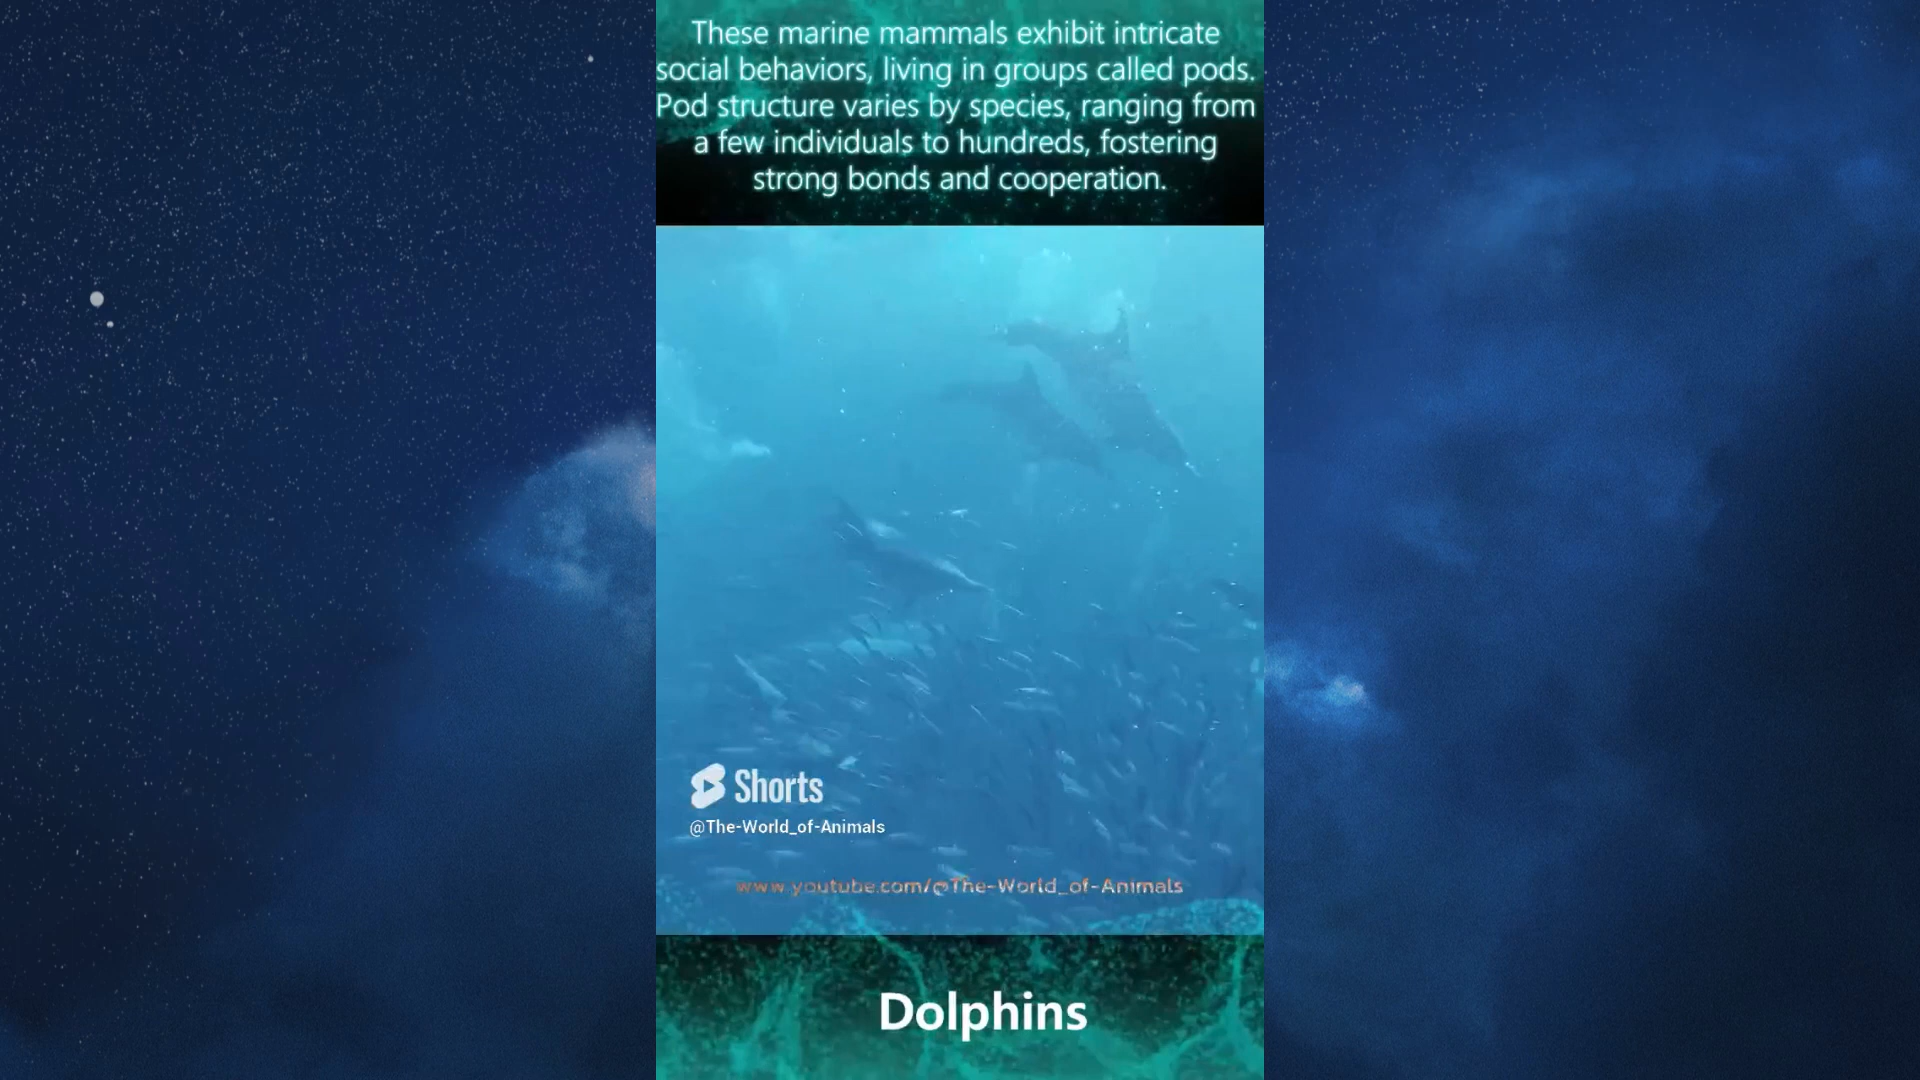 These marine mammals exhibit intricate
social behaviors, living in groups called pods.
Pod structure varies by species, ranging from
a few individuals to hundreds, fostering
strong bonds and cooperation.
Shorts
@The-World_of-Animals
www.youtube.com/@The-World_of-Animals
Dolphins